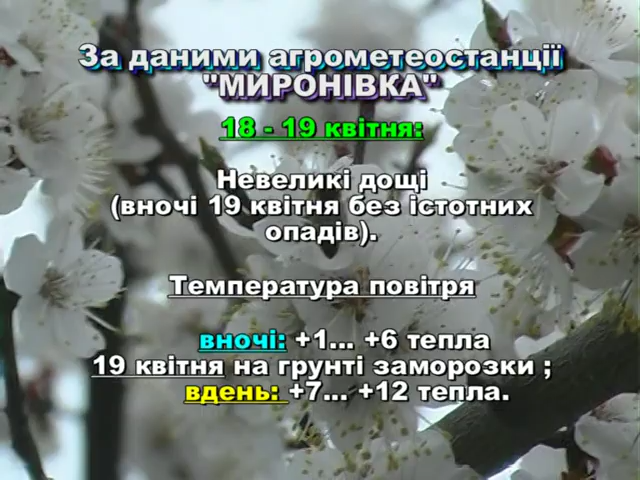 За даними агрометеостанції
"МИРОНІВКА"
18 - 19 квітня:
Невеликі дощі
(вночі 19 квітня без істотних
опадів).
Температура повітря
вночі: +1... +6 тепла
19 квітня на грунті заморозки ;
вдень: +7... +12 тепла.